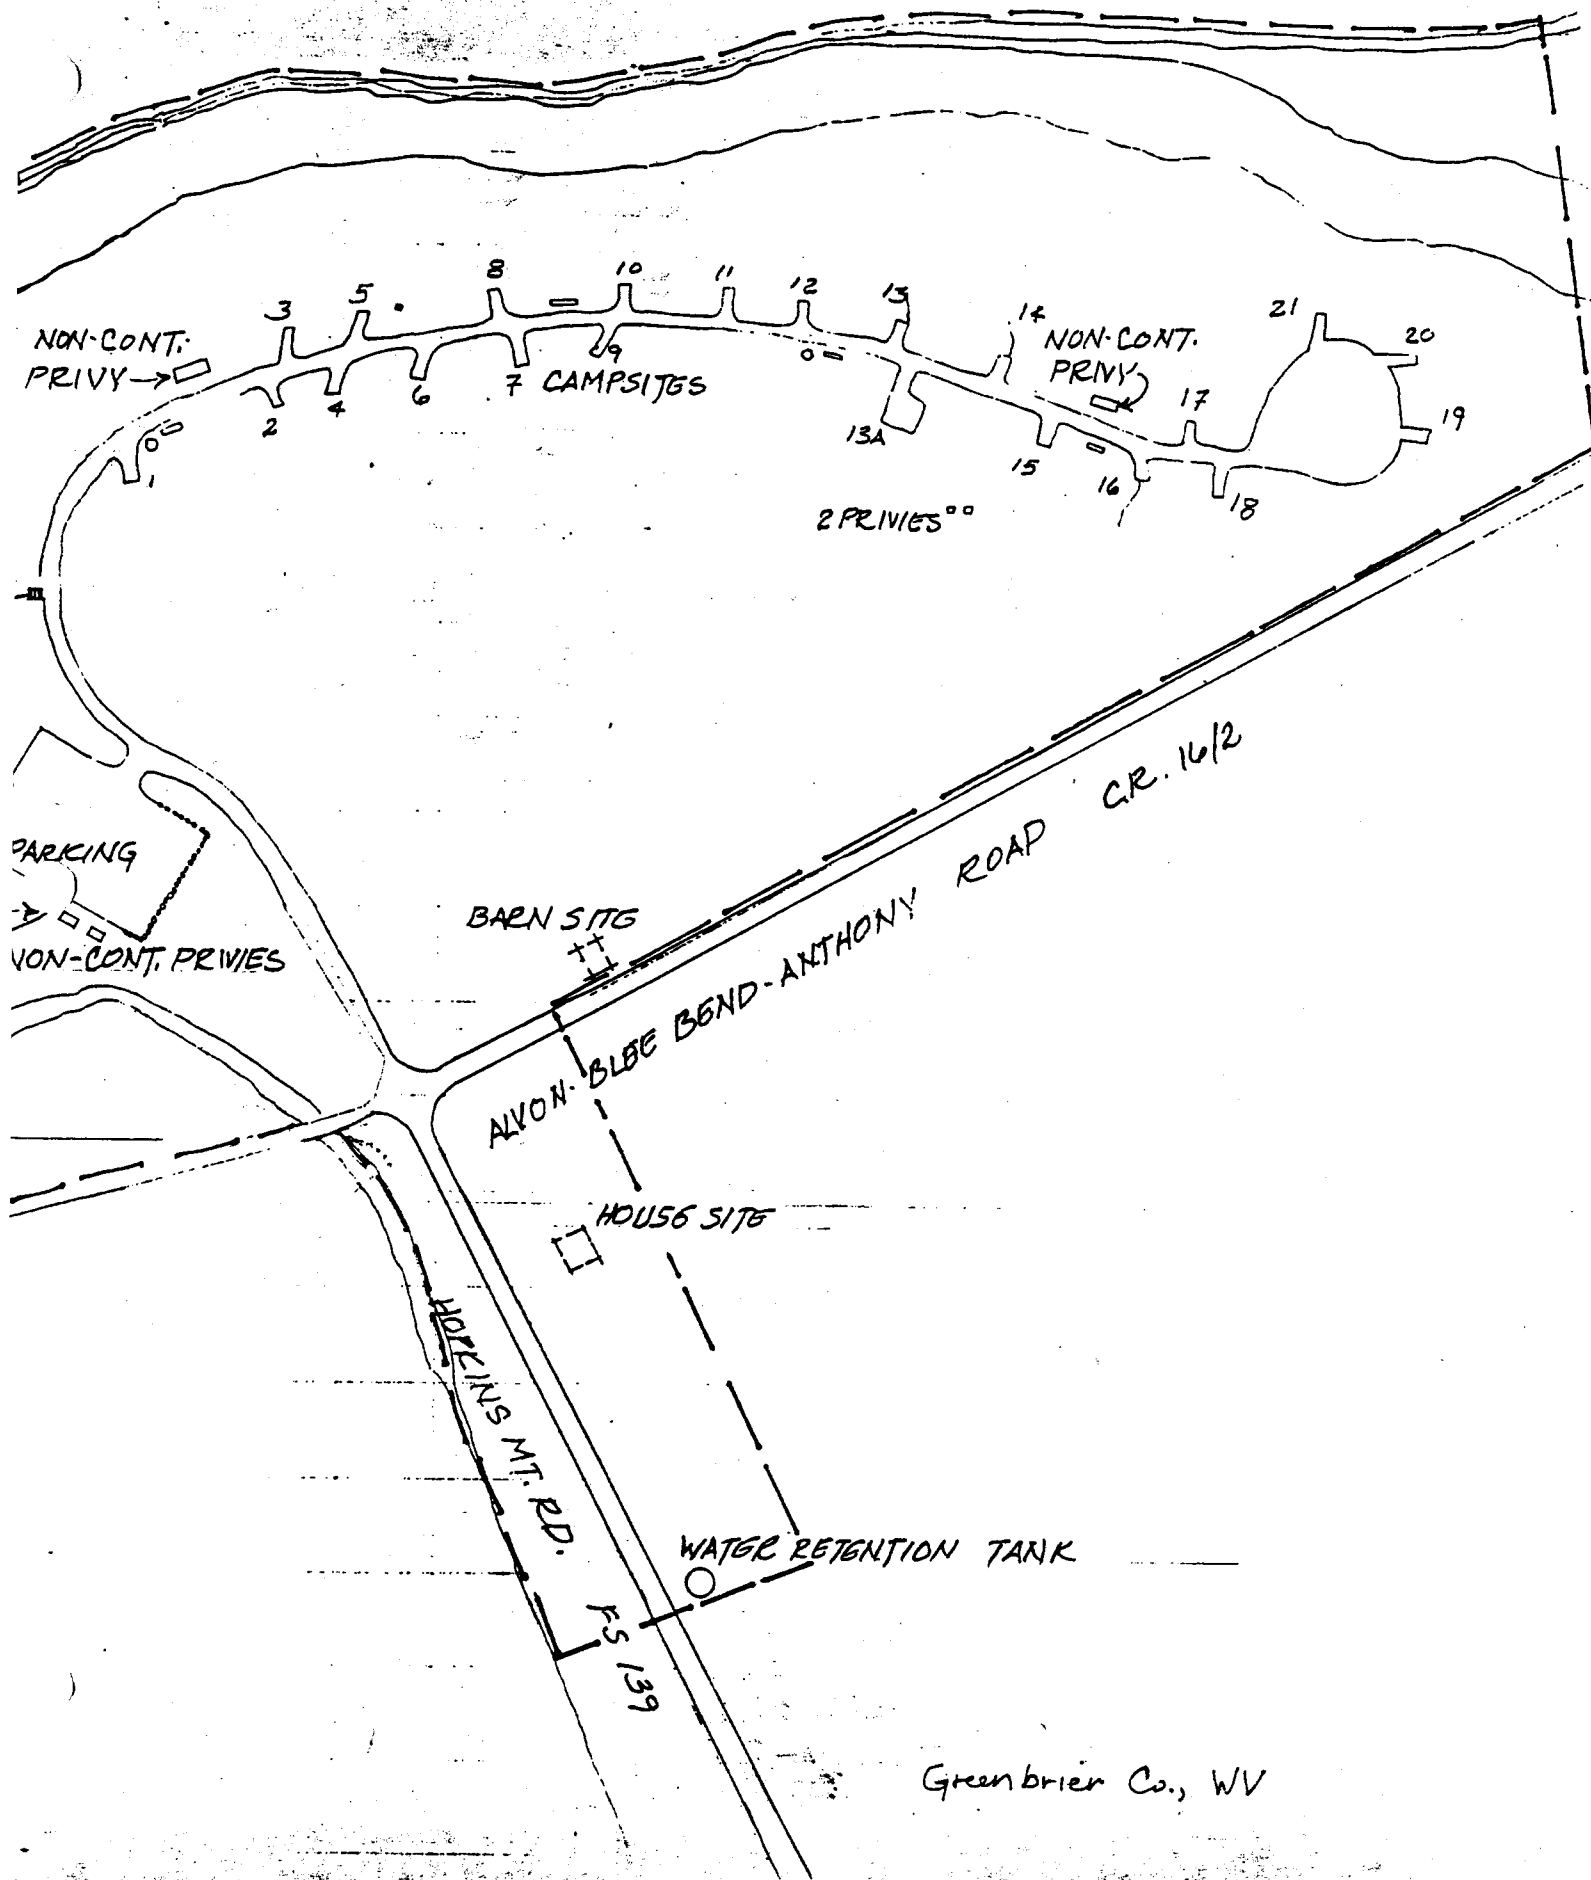 8
10
11
12
13
5
3
14
21
20
NON-CONT.
PRIVY
NON-CONT.
PRIVY
9
7 CAMPSITES
6
4
2
17
19
13A
15
1
16
18
2 PRIVIES
C.R. 16/2
PARKING
ALVON-BLUE BEND-ANTHONY ROAD
BARN SITE
NON-CONT. PRIVIES
HOUSE SITE
HOPKINS MT. RD.
WATER RETENTION TANK
FS 139
Greenbrier Co., WV